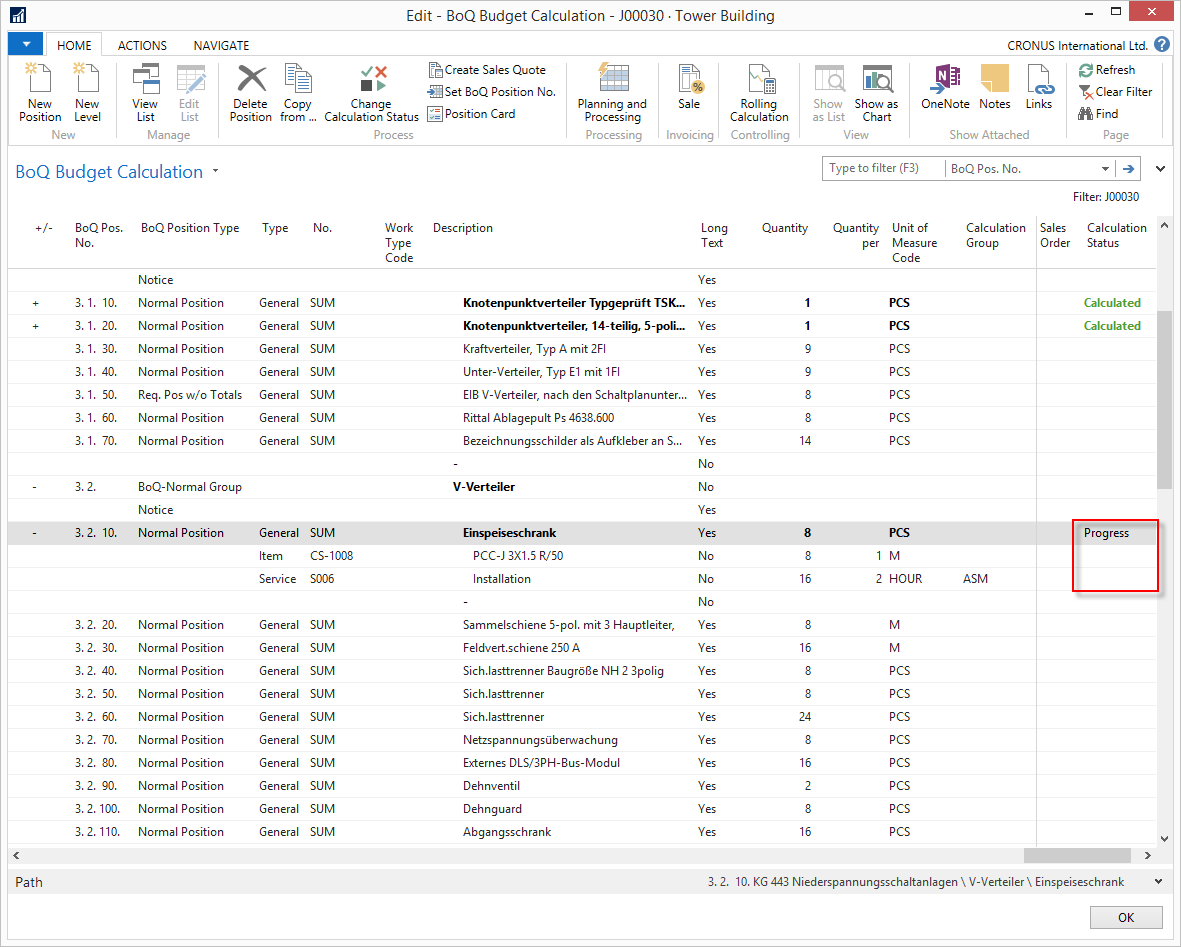 Edit - BoQ Budget Calculation - J00030 · Tower Building
HOME ACTIONS NAVIGATE CRONUS International Ltd. ?
New Position
New Level
New
View List
Edit List
Manage
Delete Position
Copy from ...
Change Calculation Status
Create Sales Quote
Set BoQ Position No.
Position Card
Process
Planning and Processing
Processing
Sale
Invoicing
Rolling Calculation
Controlling
Show as List
Show as Chart
View
OneNote
Notes
Links
Show Attached
Refresh
Clear Filter
Find
Page
BoQ Budget Calculation
Type to filter (F3) BoQ Pos. No.
Filter: J00030
+/- BoQ Pos. No. BoQ Position Type Type No. Work Type Code Description Long Text Quantity Quantity per Unit of Measure Code Calculation Group Sales Order Calculation Status
Notice Yes
+ 3. 1. 10. Normal Position General SUM Knotenpunktverteiler Typgeprüft TSK... Yes 1 PCS Calculated
+ 3. 1. 20. Normal Position General SUM Knotenpunktverteiler, 14-teilig, 5-poli... Yes 1 PCS Calculated
3. 1. 30. Normal Position General SUM Kraftverteiler, Typ A mit 2FI Yes 9 PCS
3. 1. 40. Normal Position General SUM Unter-Verteiler, Typ E1 mit 1FI Yes 9 PCS
3. 1. 50. Req. Pos w/o Totals General SUM EIB V-Verteiler, nach den Schaltplanunter... Yes 8 PCS
3. 1. 60. Normal Position General SUM Rittal Ablagepult Ps 4638.600 Yes 8 PCS
3. 1. 70. Normal Position General SUM Bezeichnungsschilder als Aufkleber an S... Yes 14 PCS
- No
- 3. 2. BoQ-Normal Group V-Verteiler No
Notice Yes
- 3. 2. 10. Normal Position General SUM Einspeiseschrank Yes 8 PCS Progress
Item CS-1008 PCC-J 3X1.5 R/50 No 8 1 M
Service S006 Installation No 16 2 HOUR ASM
- No
3. 2. 20. Normal Position General SUM Sammelschiene 5-pol. mit 3 Hauptleiter, Yes 8 M
3. 2. 30. Normal Position General SUM Feldvert.schiene 250 A Yes 16 M
3. 2. 40. Normal Position General SUM Sich.lasttrenner Baugröße NH 2 3polig Yes 8 PCS
3. 2. 50. Normal Position General SUM Sich.lasttrenner Yes 8 PCS
3. 2. 60. Normal Position General SUM Sich.lasttrenner Yes 24 PCS
3. 2. 70. Normal Position General SUM Netzspannungsüberwachung Yes 8 PCS
3. 2. 80. Normal Position General SUM Externes DLS/3PH-Bus-Modul Yes 16 PCS
3. 2. 90. Normal Position General SUM Dehnventil Yes 2 PCS
3. 2. 100. Normal Position General SUM Dehnguard Yes 8 PCS
3. 2. 110. Normal Position General SUM Abgangsschrank Yes 16 PCS
Path 3. 2. 10. KG 443 Niederspannungsschaltanlagen \ V-Verteiler \ Einspeiseschrank
OK